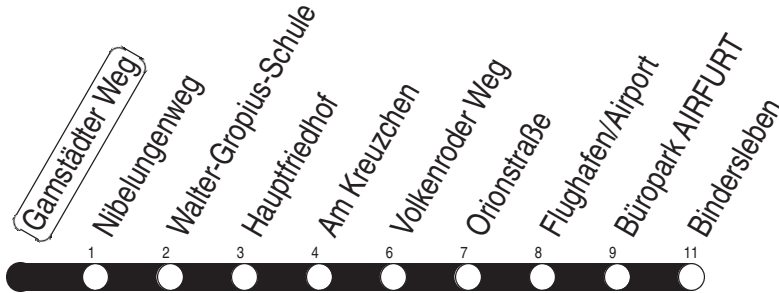 Gamstädter Weg
Nibelungenweg
Walter-Gropius-Schule
Hauptfriedhof
Am Kreuzchen
Volkenroder Weg
Orionstraße
Flughafen/Airport
Büropark AIRFURT
Bindersleben
1 2 3 4 6 7 8 9 11